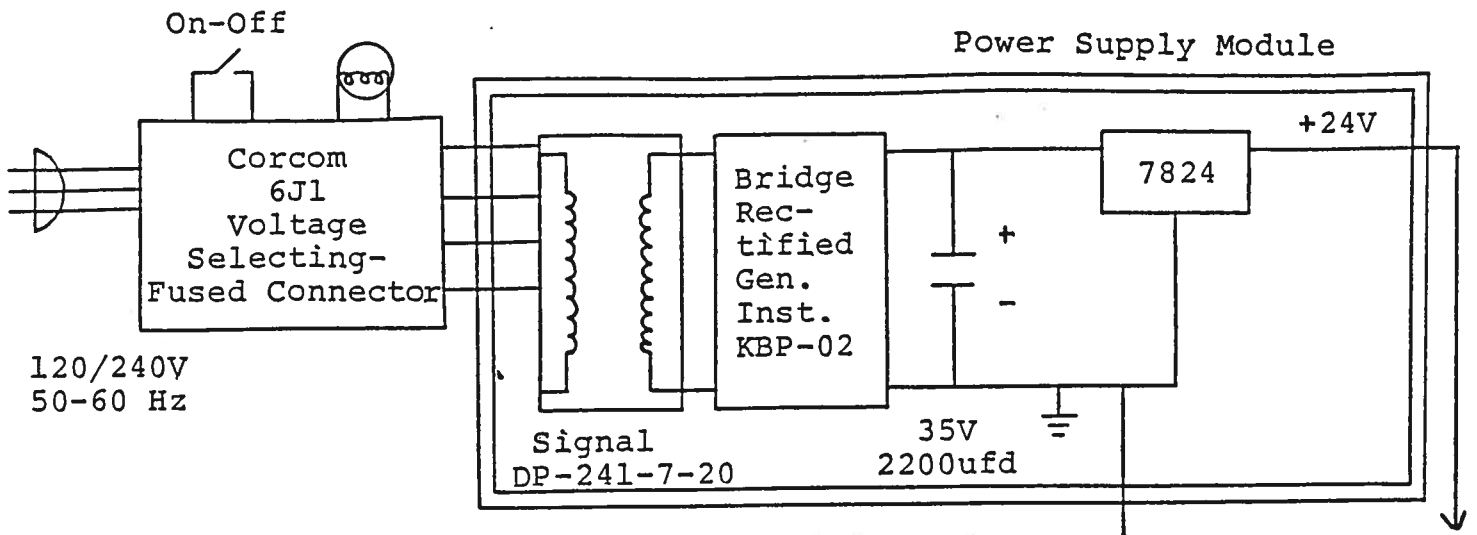 On-Off
Power Supply Module
Corcom
6J1
Voltage
Selecting-
Fused Connector
120/240V
50-60 Hz
Signal
DP-241-7-20
Bridge
Rec-
tified
Gen.
Inst.
KBP-02
+
-
35V
2200ufd
7824
+24V